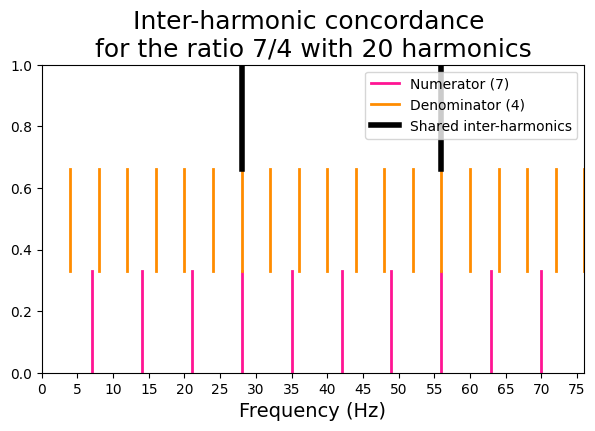 Inter-harmonic concordance
for the ratio 7/4 with 20 harmonics
Numerator (7)
Denominator (4)
Shared inter-harmonics
1.0
0.8
0.6
0.4
0.2
0.0
0 5 10 15 20 25 30 35 40 45 50 55 60 65 70 75
Frequency (Hz)